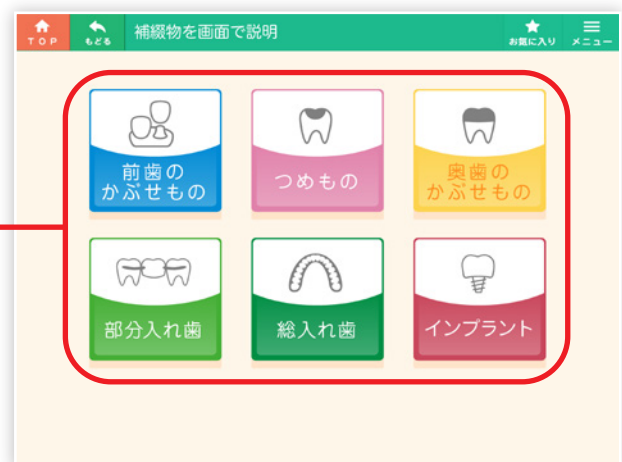 TOP
もどる
補綴物を画面で説明
お気に入り
メニュー
前歯の
かぶせもの
つめもの
奥歯の
かぶせもの
部分入れ歯
総入れ歯
インプラント